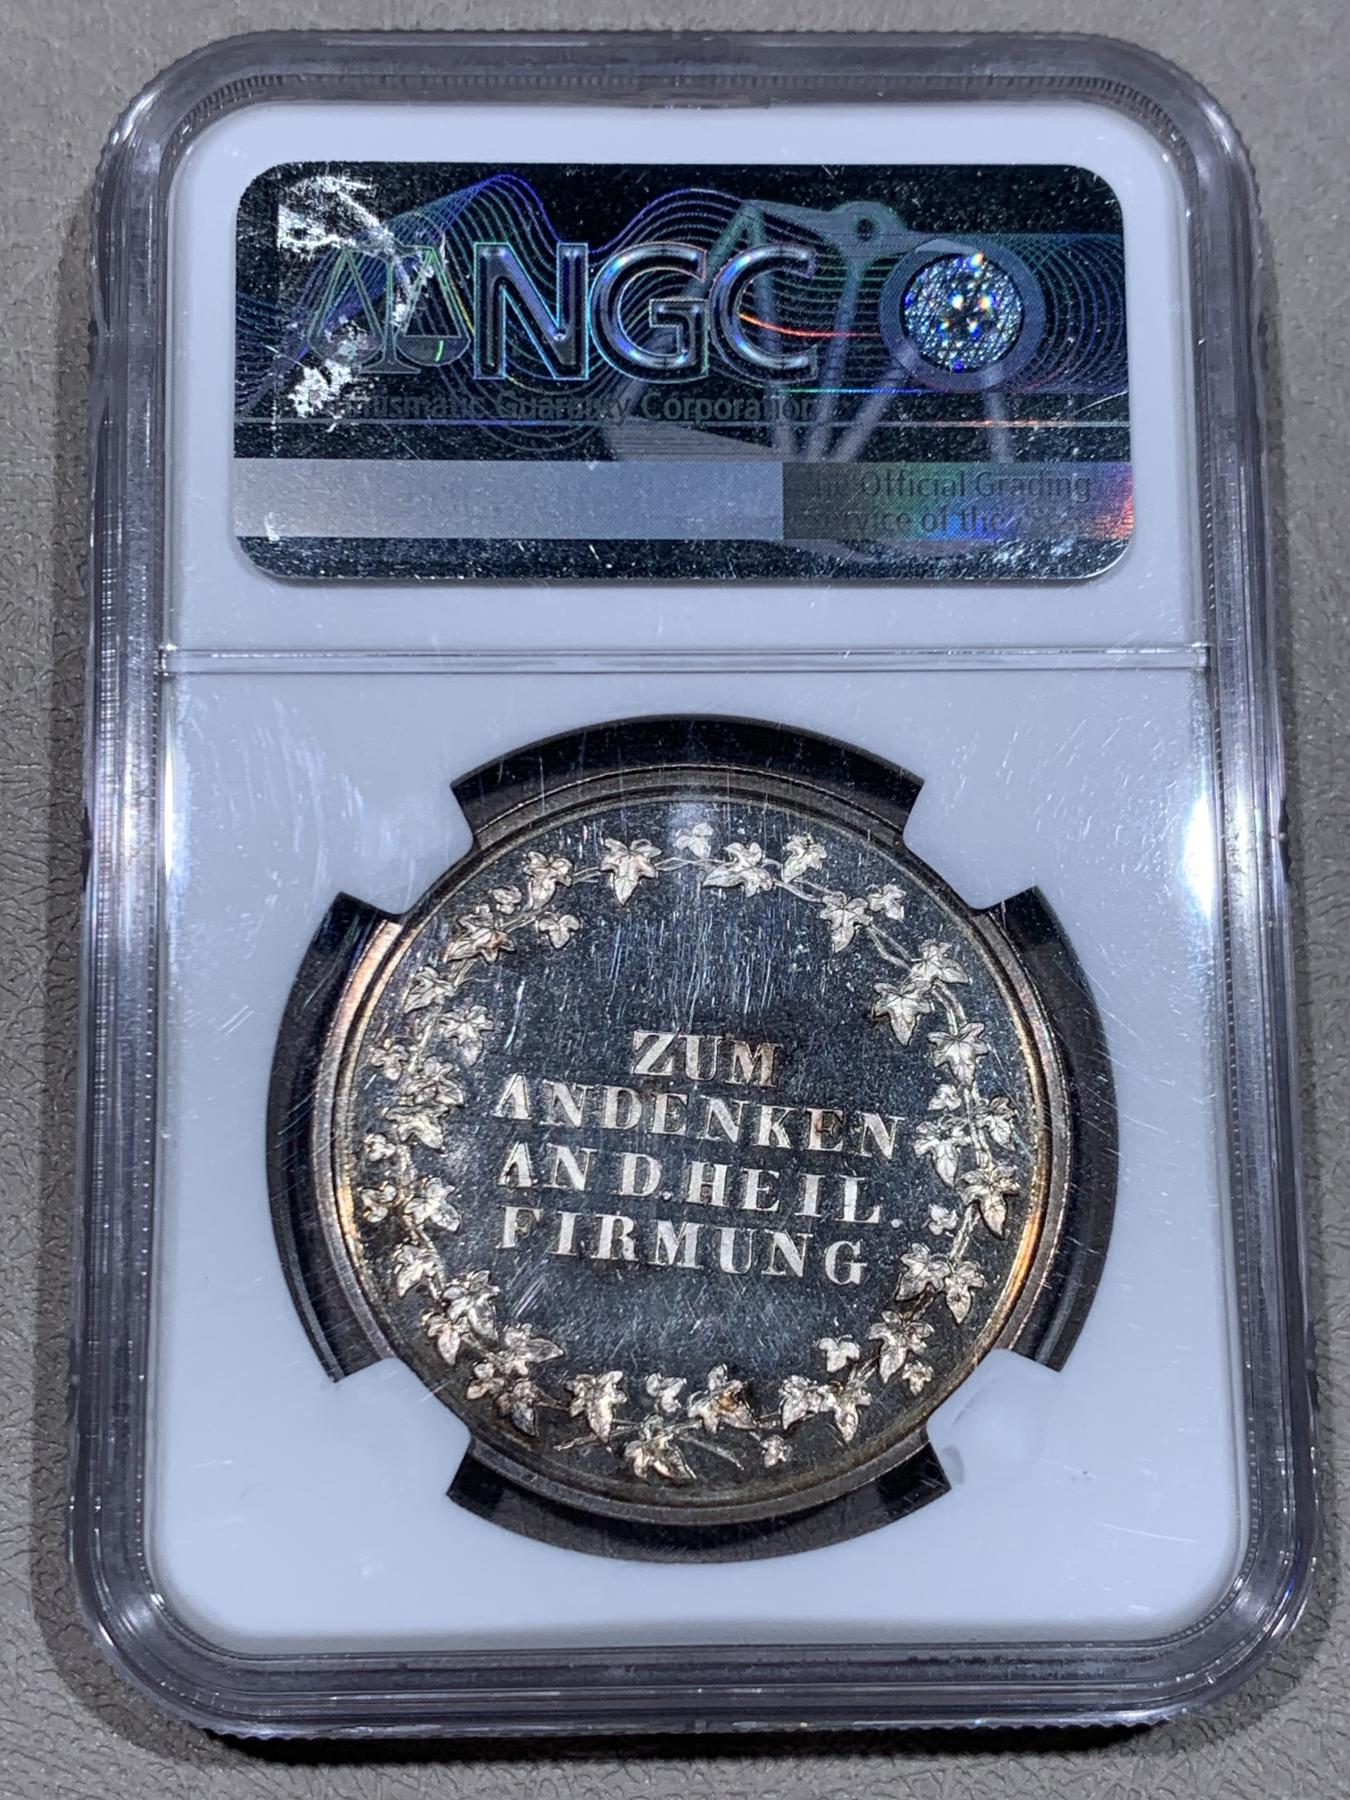 NGC
Numismatic Guaranty Corporation
The Official Grading
Service of the
ZUM
ANDENKEN
AN D. HEIL.
FIRMUNG